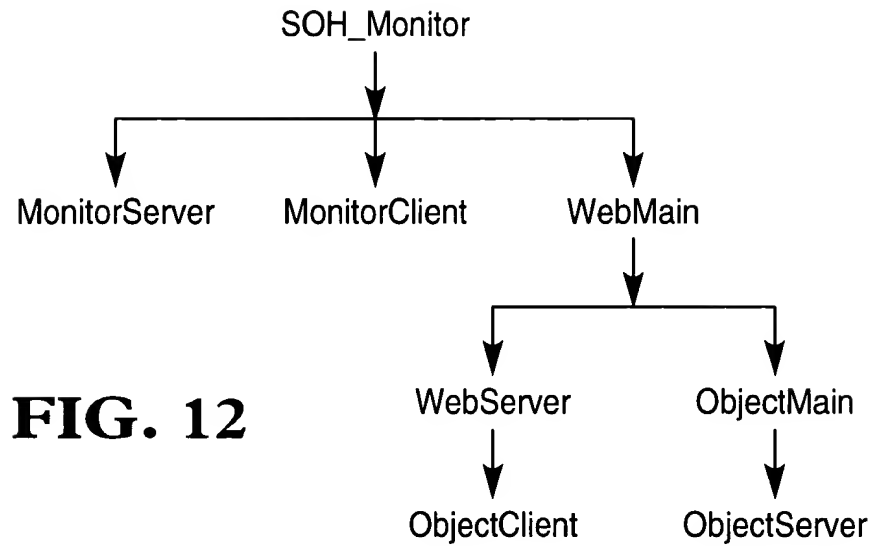 SOH_Monitor
MonitorServer MonitorClient WebMain
WebServer ObjectMain
FIG. 12
ObjectClient ObjectServer